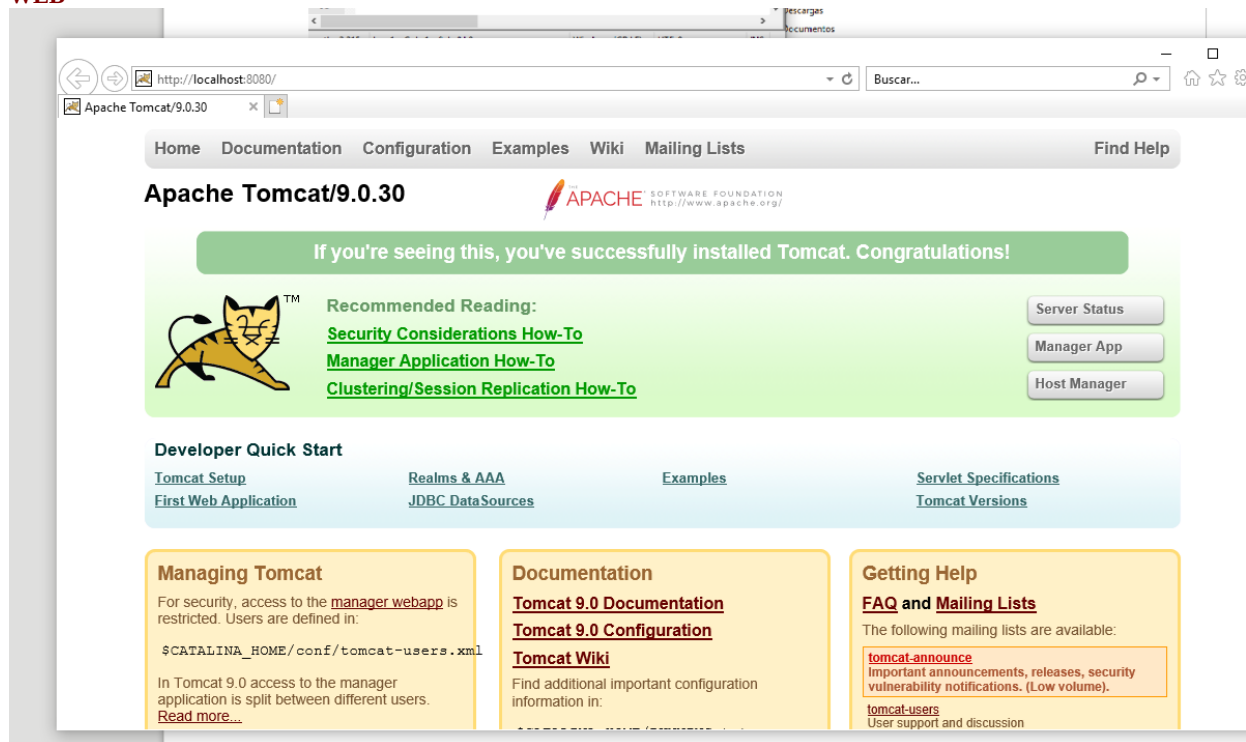 WEB
Descargas
Documentos
http://localhost:8080/
Buscar...
Apache Tomcat/9.0.30
Home Documentation Configuration Examples Wiki Mailing Lists Find Help
Apache Tomcat/9.0.30
THE
APACHE SOFTWARE FOUNDATION
http://www.apache.org/
If you're seeing this, you've successfully installed Tomcat. Congratulations!
TM
Recommended Reading:
Security Considerations How-To
Manager Application How-To
Clustering/Session Replication How-To
Server Status
Manager App
Host Manager
Developer Quick Start
Tomcat Setup
First Web Application
Realms & AAA
JDBC DataSources
Examples
Servlet Specifications
Tomcat Versions
Managing Tomcat
For security, access to the manager webapp is
restricted. Users are defined in:
$CATALINA_HOME/conf/tomcat-users.xml
In Tomcat 9.0 access to the manager
application is split between different users.
Read more...
Documentation
Tomcat 9.0 Documentation
Tomcat 9.0 Configuration
Tomcat Wiki
Find additional important configuration
information in:
Getting Help
FAQ and Mailing Lists
The following mailing lists are available:
tomcat-announce
Important announcements, releases, security
vulnerability notifications. (Low volume).
tomcat-users
User support and discussion